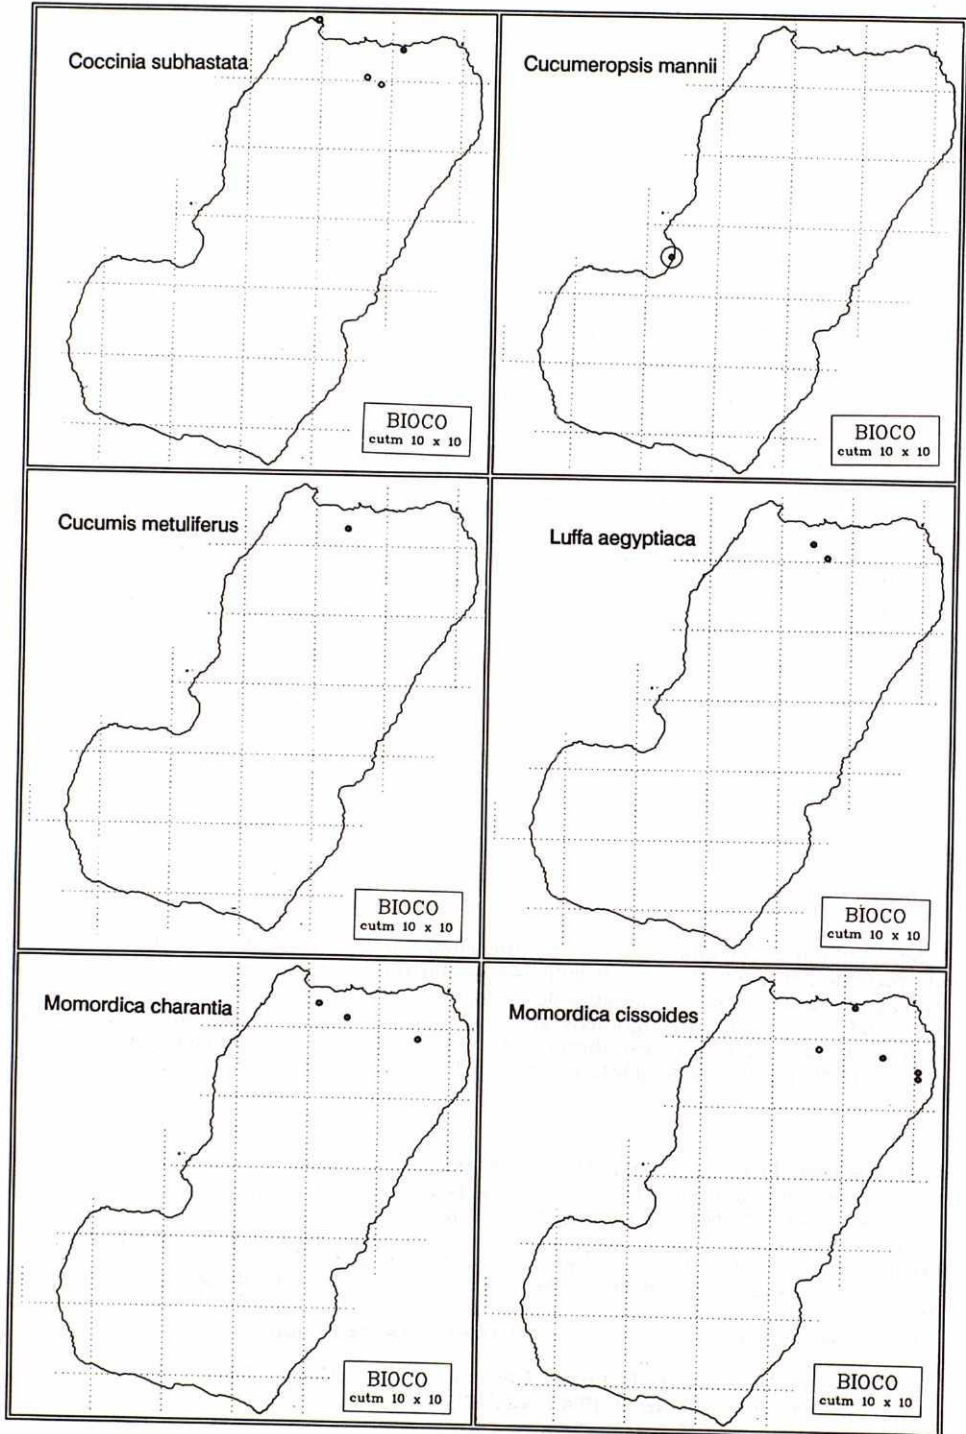 Coccinia subhastata
BIOCO
cutm 10 x 10
Cucumeropsis mannii
BIOCO
cutm 10 x 10
Cucumis metuliferus
BIOCO
cutm 10 x 10
Luffa aegyptiaca
BIOCO
cutm 10 x 10
Momordica charantia
BIOCO
cutm 10 x 10
Momordica cissoides
BIOCO
cutm 10 x 10